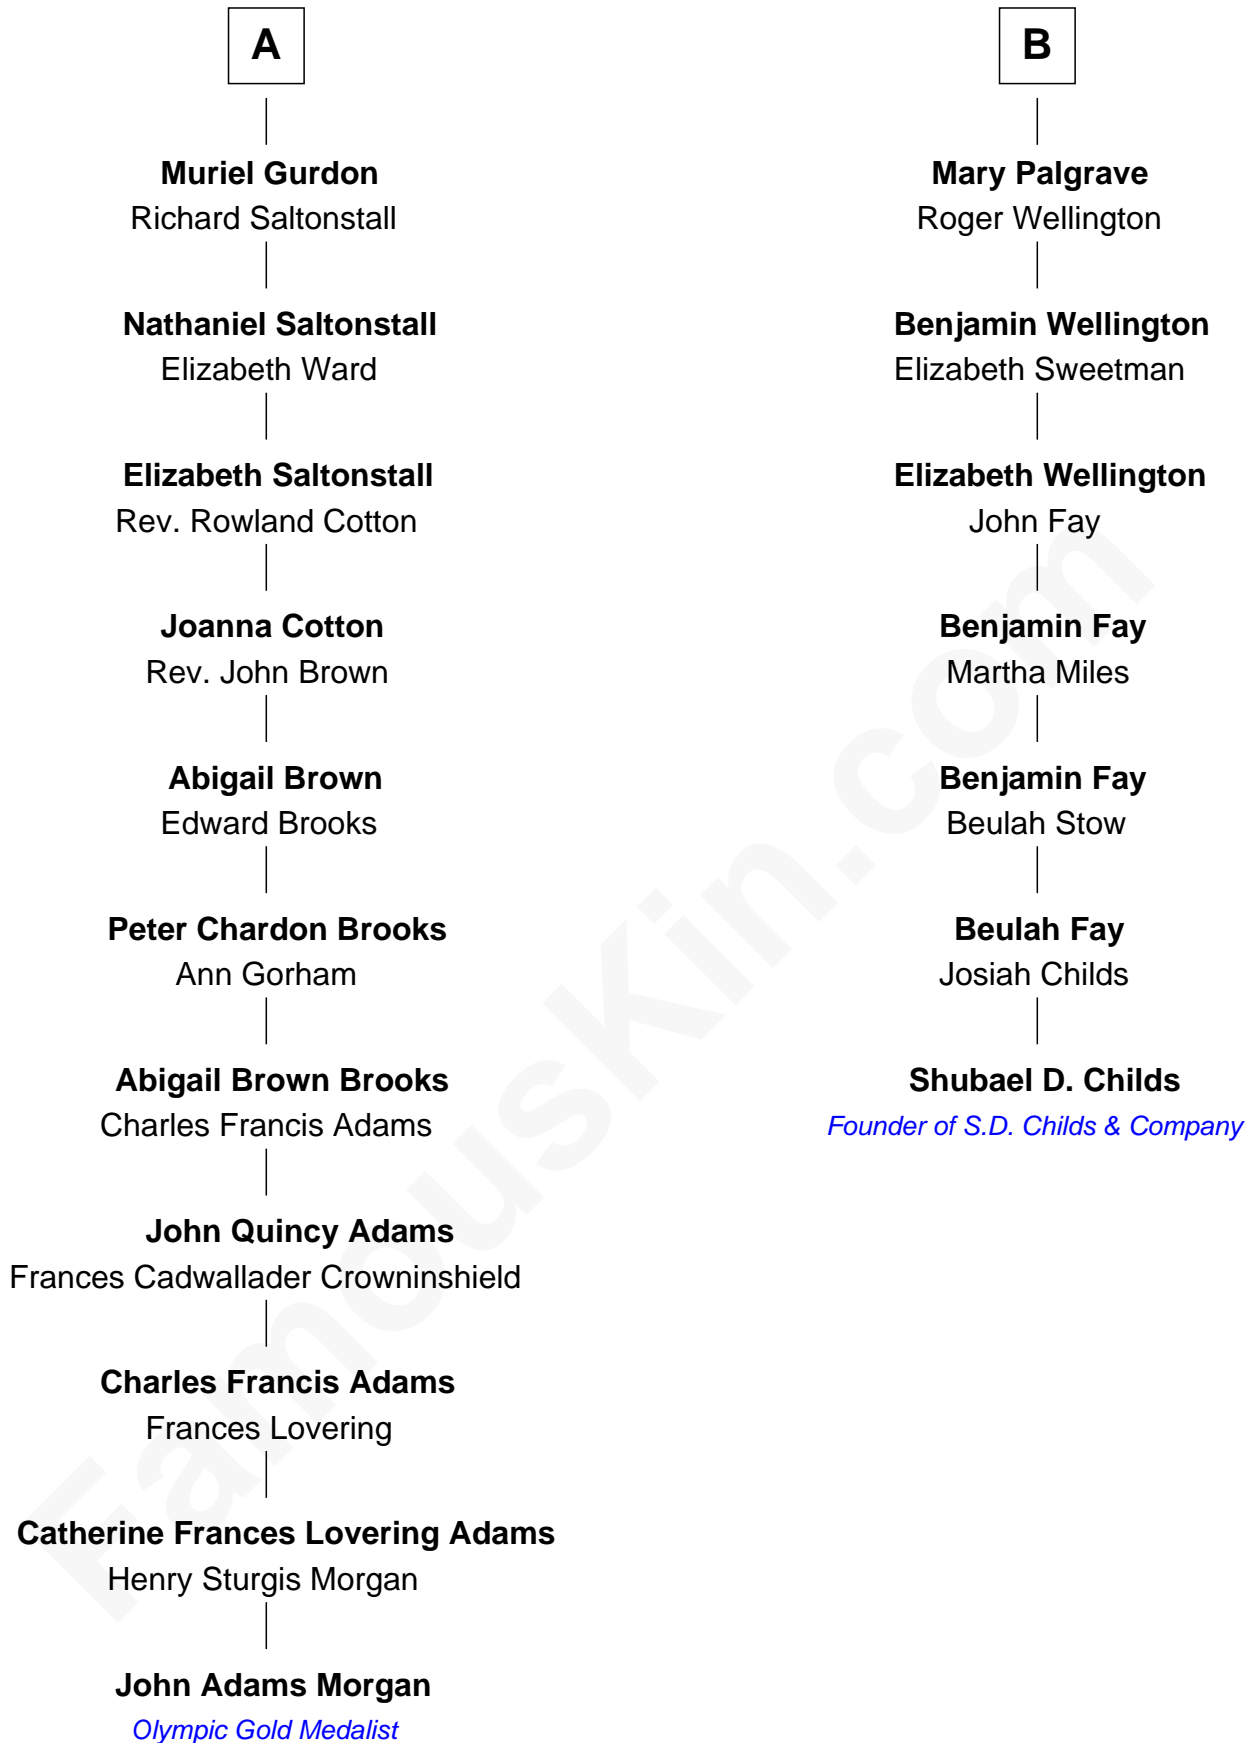 A
Muriel Gurdon
Richard Saltonstall
Nathaniel Saltonstall
Elizabeth Ward
Elizabeth Saltonstall
Rev. Rowland Cotton
Joanna Cotton
Rev. John Brown
Abigail Brown
Edward Brooks
Peter Chardon Brooks
Ann Gorham
Abigail Brown Brooks
Charles Francis Adams
John Quincy Adams
Frances Cadwallader Crowninshield
Charles Francis Adams
Frances Lovering
Catherine Frances Lovering Adams
Henry Sturgis Morgan
John Adams Morgan
Olympic Gold Medalist
B
Mary Palgrave
Roger Wellington
Benjamin Wellington
Elizabeth Sweetman
Elizabeth Wellington
John Fay
Benjamin Fay
Martha Miles
Benjamin Fay
Beulah Stow
Beulah Fay
Josiah Childs
Shubael D. Childs
Founder of S.D. Childs & Company
FamousKin.com